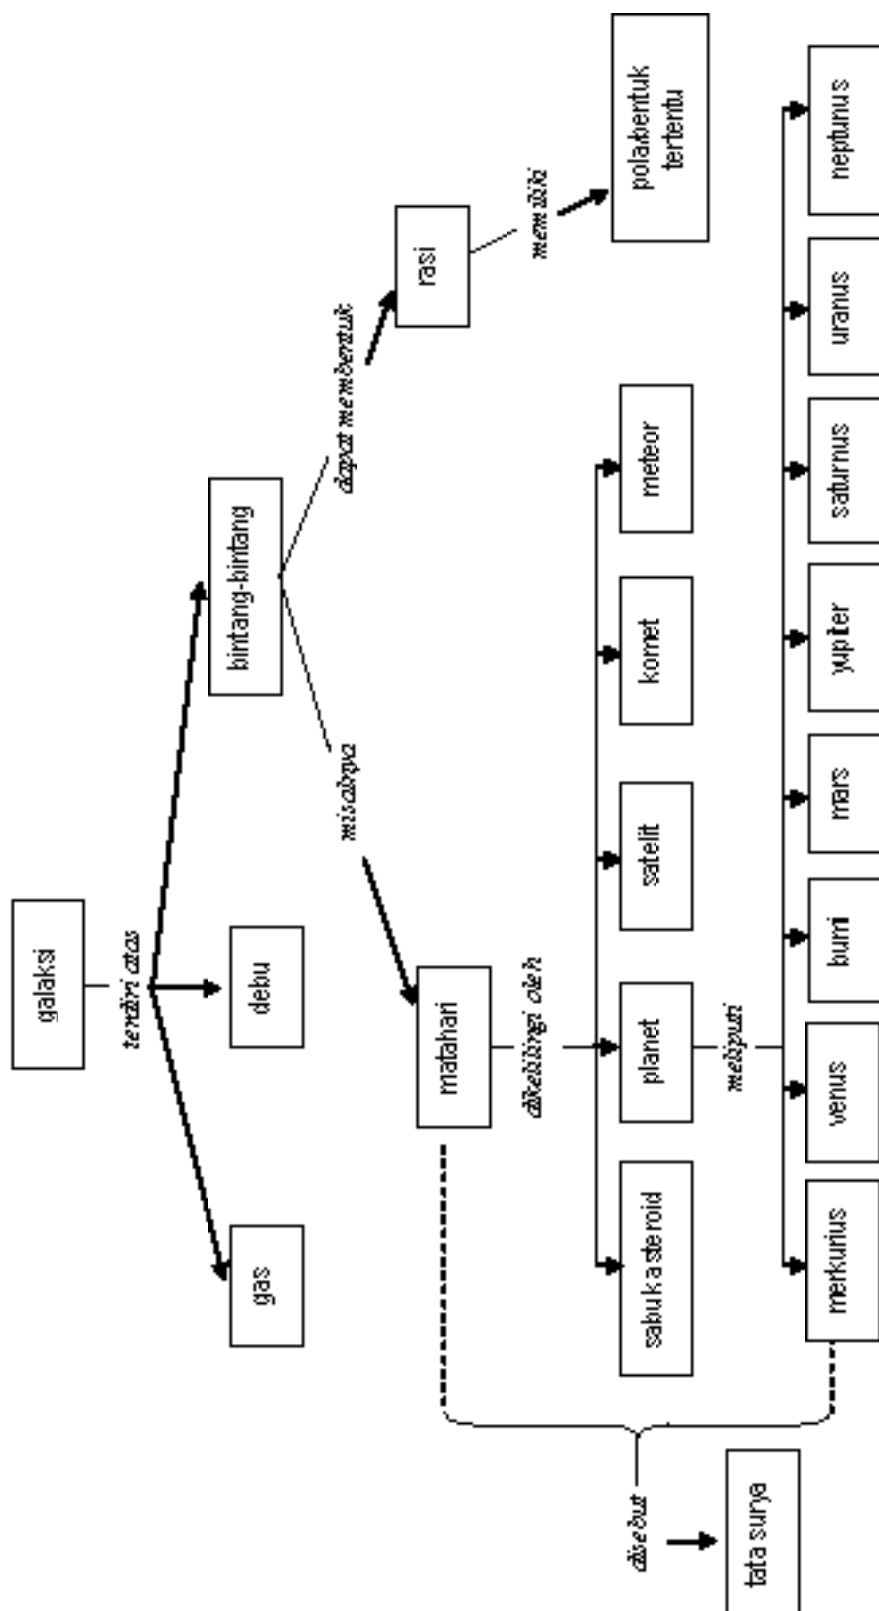 galaksi
terdiri atas
gas
debu
bintang-bintang
misalnya
dapat membentuk
matahari
rasi
dikelilingi oleh
memiliki
sabuk asteroid
planet
satelit
komet
meteor
pola/bentuk
tertentu
meliputi
merkurius
venus
bumi
mars
yupiter
saturnus
uranus
neptunus
disebut
tata surya